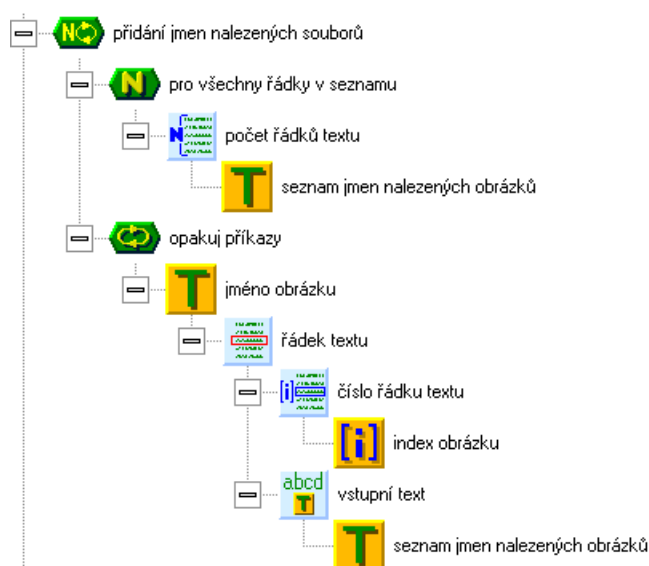 přidání jmen nalezených souborů
pro všechny řádky v seznamu
počet řádků textu
seznam jmen nalezených obrázků
opakuj příkazy
jméno obrázku
řádek textu
číslo řádku textu
index obrázku
abcd
vstupní text
seznam jmen nalezených obrázků